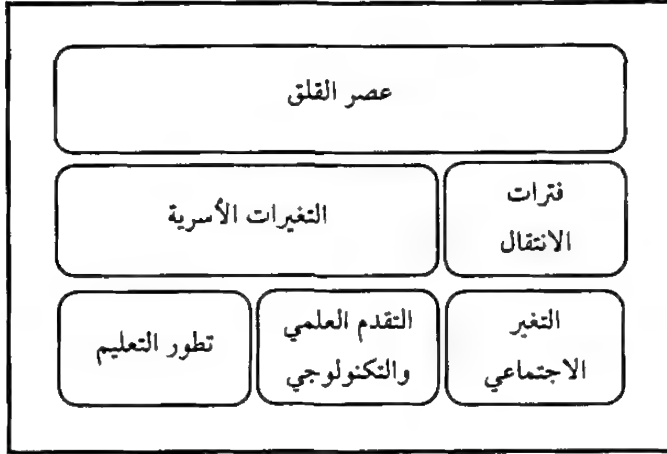 عصر القلق
فترات
الانتقال
التغيرات الأسرية
التغير
الاجتماعي
التقدم العلمي
والتكنولوجي
تطور التعليم